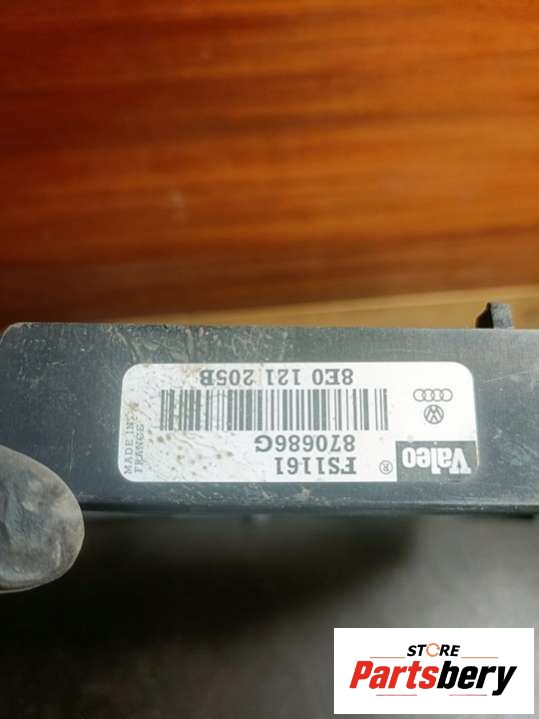 Valeo ®
FS1161
870686G
8E0 121 205B
MADE IN
FRANCE
STORE
Partsbery